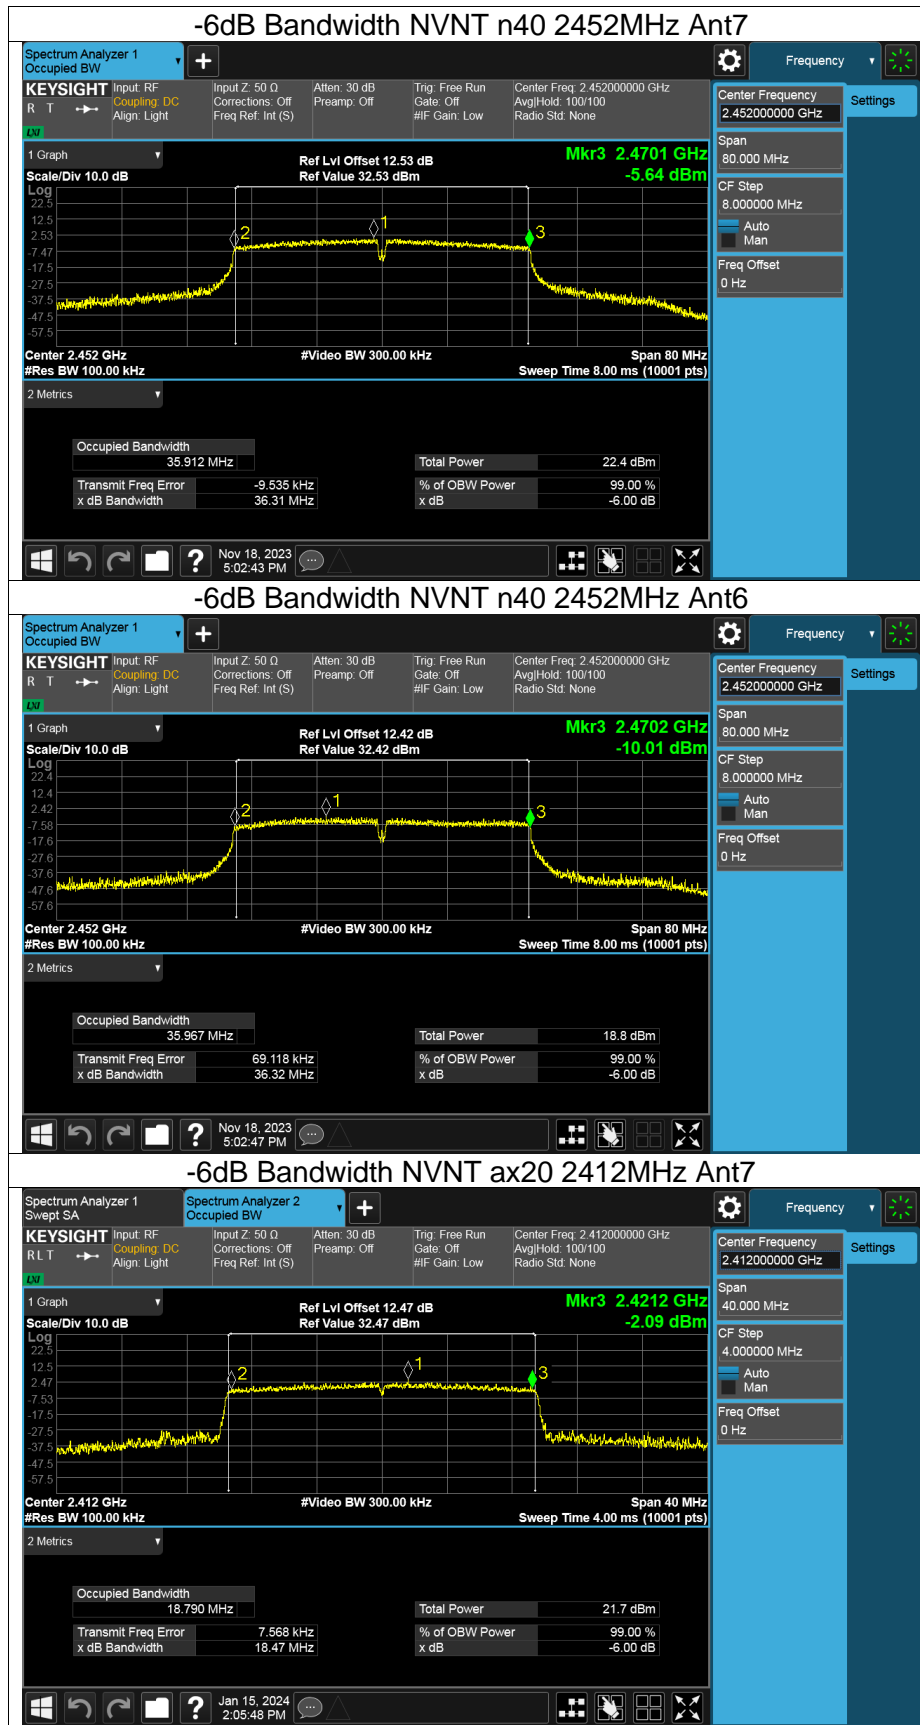 -6dB Bandwidth NVNT n40 2452MHz Ant7
Spectrum Analyzer 1
Occupied BW
+
Frequency
KEYSIGHT
R T
LXI
Input: RF
Coupling: DC
Align: Light
Input Z: 50 Ω
Corrections: Off
Freq Ref: Int (S)
Atten: 30 dB
Preamp: Off
Trig: Free Run
Gate: Off
#IF Gain: Low
Center Freq: 2.452000000 GHz
Avg|Hold: 100/100
Radio Std: None
Center Frequency
2.452000000 GHz
Settings
Span
80.000 MHz
CF Step
8.000000 MHz
Auto
Man
Freq Offset
0 Hz
1 Graph
Scale/Div 10.0 dB
Ref Lvl Offset 12.53 dB
Ref Value 32.53 dBm
Mkr3 2.4701 GHz
-5.64 dBm
Log
22.5
12.5
2.53
-7.47
-17.5
-27.5
-37.5
-47.5
-57.5
2
1
3
Center 2.452 GHz
#Video BW 300.00 kHz
Span 80 MHz
#Res BW 100.00 kHz
Sweep Time 8.00 ms (10001 pts)
2 Metrics
Occupied Bandwidth
35.912 MHz
Total Power 22.4 dBm
Transmit Freq Error -9.535 kHz
% of OBW Power 99.00 %
x dB Bandwidth 36.31 MHz
x dB -6.00 dB
?
Nov 18, 2023
5:02:43 PM
-6dB Bandwidth NVNT n40 2452MHz Ant6
Spectrum Analyzer 1
Occupied BW
+
Frequency
KEYSIGHT
R T
LXI
Input: RF
Coupling: DC
Align: Light
Input Z: 50 Ω
Corrections: Off
Freq Ref: Int (S)
Atten: 30 dB
Preamp: Off
Trig: Free Run
Gate: Off
#IF Gain: Low
Center Freq: 2.452000000 GHz
Avg|Hold: 100/100
Radio Std: None
Center Frequency
2.452000000 GHz
Settings
Span
80.000 MHz
CF Step
8.000000 MHz
Auto
Man
Freq Offset
0 Hz
1 Graph
Scale/Div 10.0 dB
Ref Lvl Offset 12.42 dB
Ref Value 32.42 dBm
Mkr3 2.4702 GHz
-10.01 dBm
Log
22.4
12.4
2.42
-7.58
-17.6
-27.6
-37.6
-47.6
-57.6
2
1
3
Center 2.452 GHz
#Video BW 300.00 kHz
Span 80 MHz
#Res BW 100.00 kHz
Sweep Time 8.00 ms (10001 pts)
2 Metrics
Occupied Bandwidth
35.967 MHz
Total Power 18.8 dBm
Transmit Freq Error 69.118 kHz
% of OBW Power 99.00 %
x dB Bandwidth 36.32 MHz
x dB -6.00 dB
?
Nov 18, 2023
5:02:47 PM
-6dB Bandwidth NVNT ax20 2412MHz Ant7
Spectrum Analyzer 1
Swept SA
Spectrum Analyzer 2
Occupied BW
+
Frequency
KEYSIGHT
R L T
LXI
Input: RF
Coupling: DC
Align: Light
Input Z: 50 Ω
Corrections: Off
Freq Ref: Int (S)
Atten: 30 dB
Preamp: Off
Trig: Free Run
Gate: Off
#IF Gain: Low
Center Freq: 2.412000000 GHz
Avg|Hold: 100/100
Radio Std: None
Center Frequency
2.412000000 GHz
Settings
Span
40.000 MHz
CF Step
4.000000 MHz
Auto
Man
Freq Offset
0 Hz
1 Graph
Scale/Div 10.0 dB
Ref Lvl Offset 12.47 dB
Ref Value 32.47 dBm
Mkr3 2.4212 GHz
-2.09 dBm
Log
22.5
12.5
2.47
-7.53
-17.5
-27.5
-37.5
-47.5
-57.5
2
1
3
Center 2.412 GHz
#Video BW 300.00 kHz
Span 40 MHz
#Res BW 100.00 kHz
Sweep Time 4.00 ms (10001 pts)
2 Metrics
Occupied Bandwidth
18.790 MHz
Total Power 21.7 dBm
Transmit Freq Error 7.568 kHz
% of OBW Power 99.00 %
x dB Bandwidth 18.47 MHz
x dB -6.00 dB
?
Jan 15, 2024
2:05:48 PM